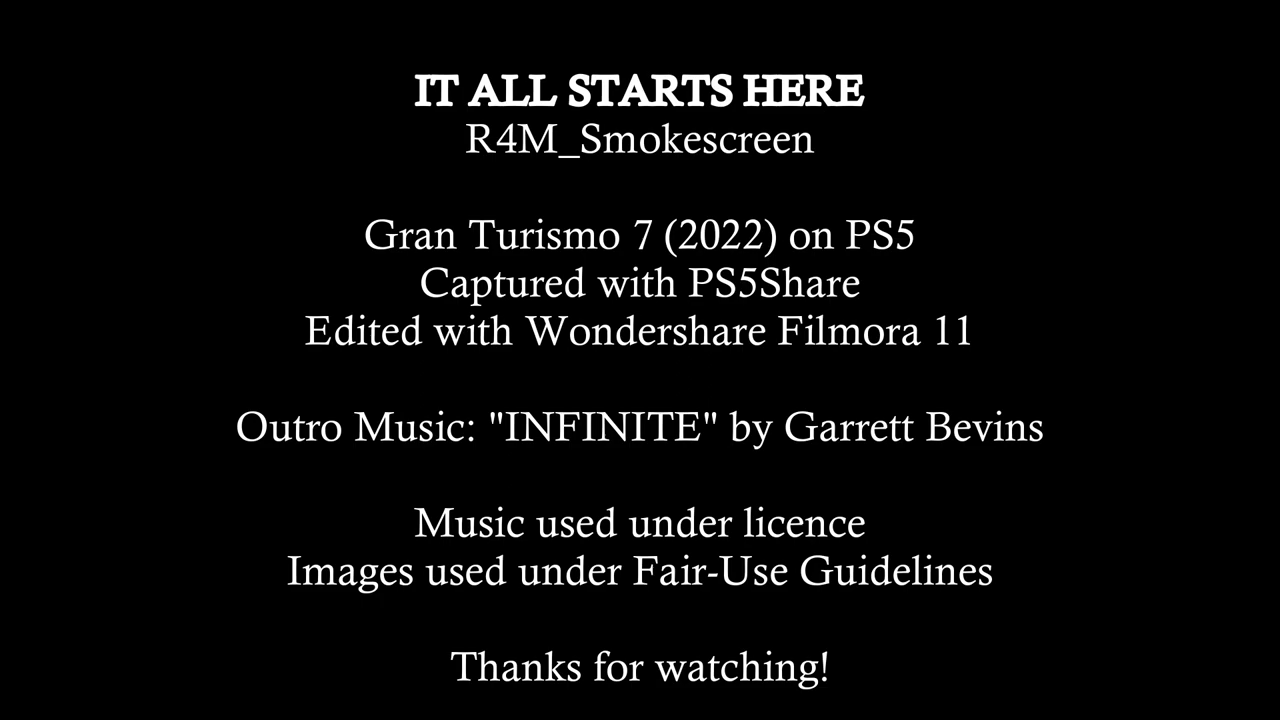 IT ALL STARTS HERE
R4M_Smokescreen
Gran Turismo 7 (2022) on PS5
Captured with PS5Share
Edited with Wondershare Filmora 11
Outro Music: "INFINITE" by Garrett Bevins
Music used under licence
Images used under Fair-Use Guidelines
Thanks for watching!